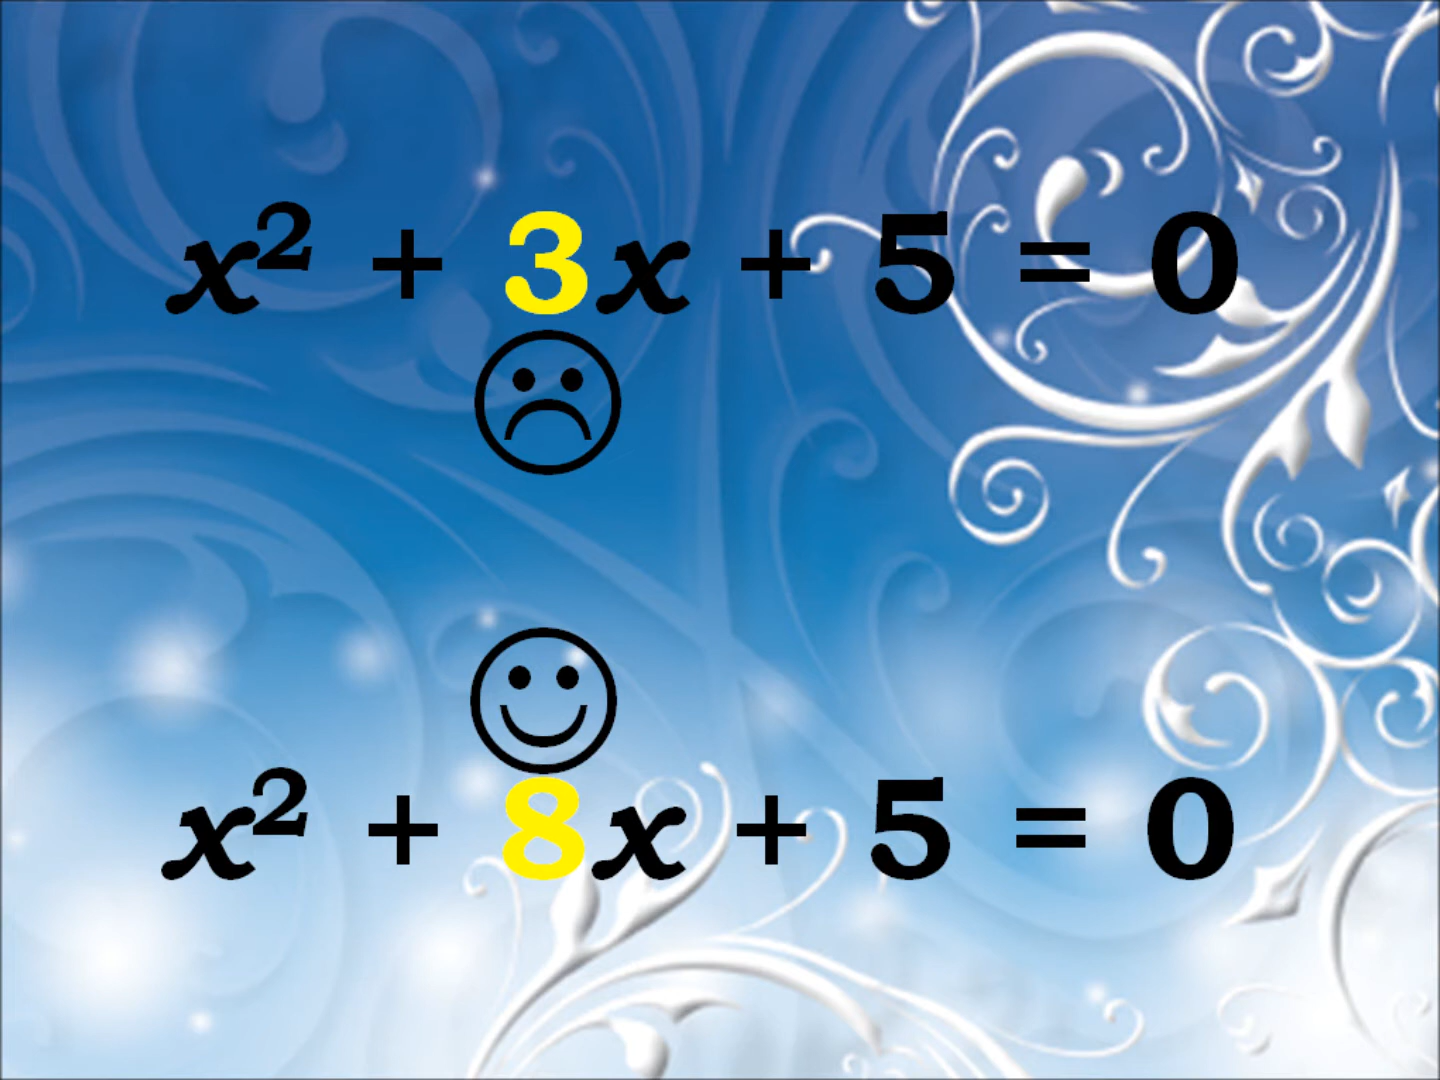 x² + 3x + 5 = 0
x² + 8x + 5 = 0